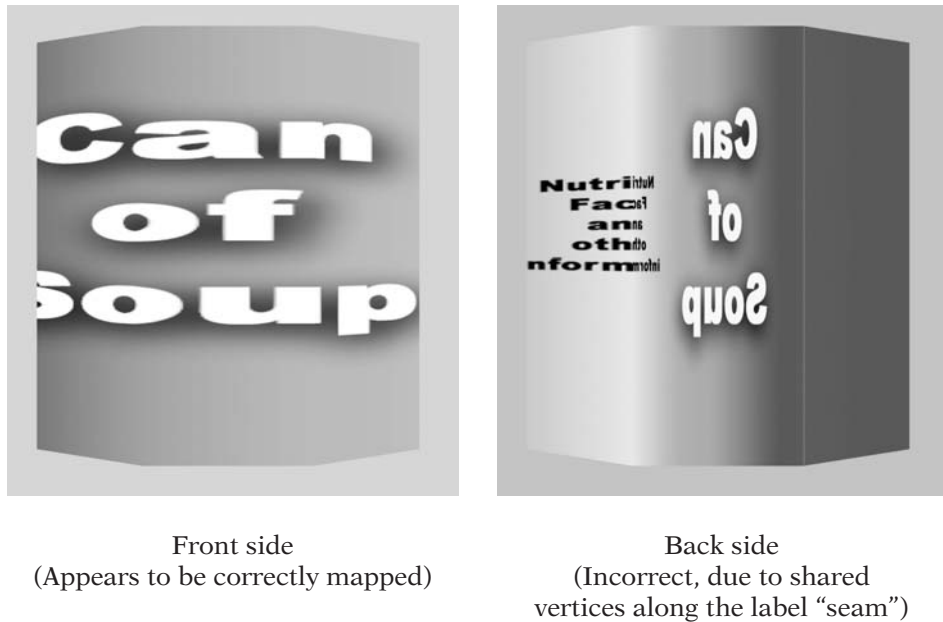 Can
of
Soup
Nutri
Fac
an
oth
nform
Can
of
Soup
Front side
(Appears to be correctly mapped)
Back side
(Incorrect, due to shared
vertices along the label “seam”)